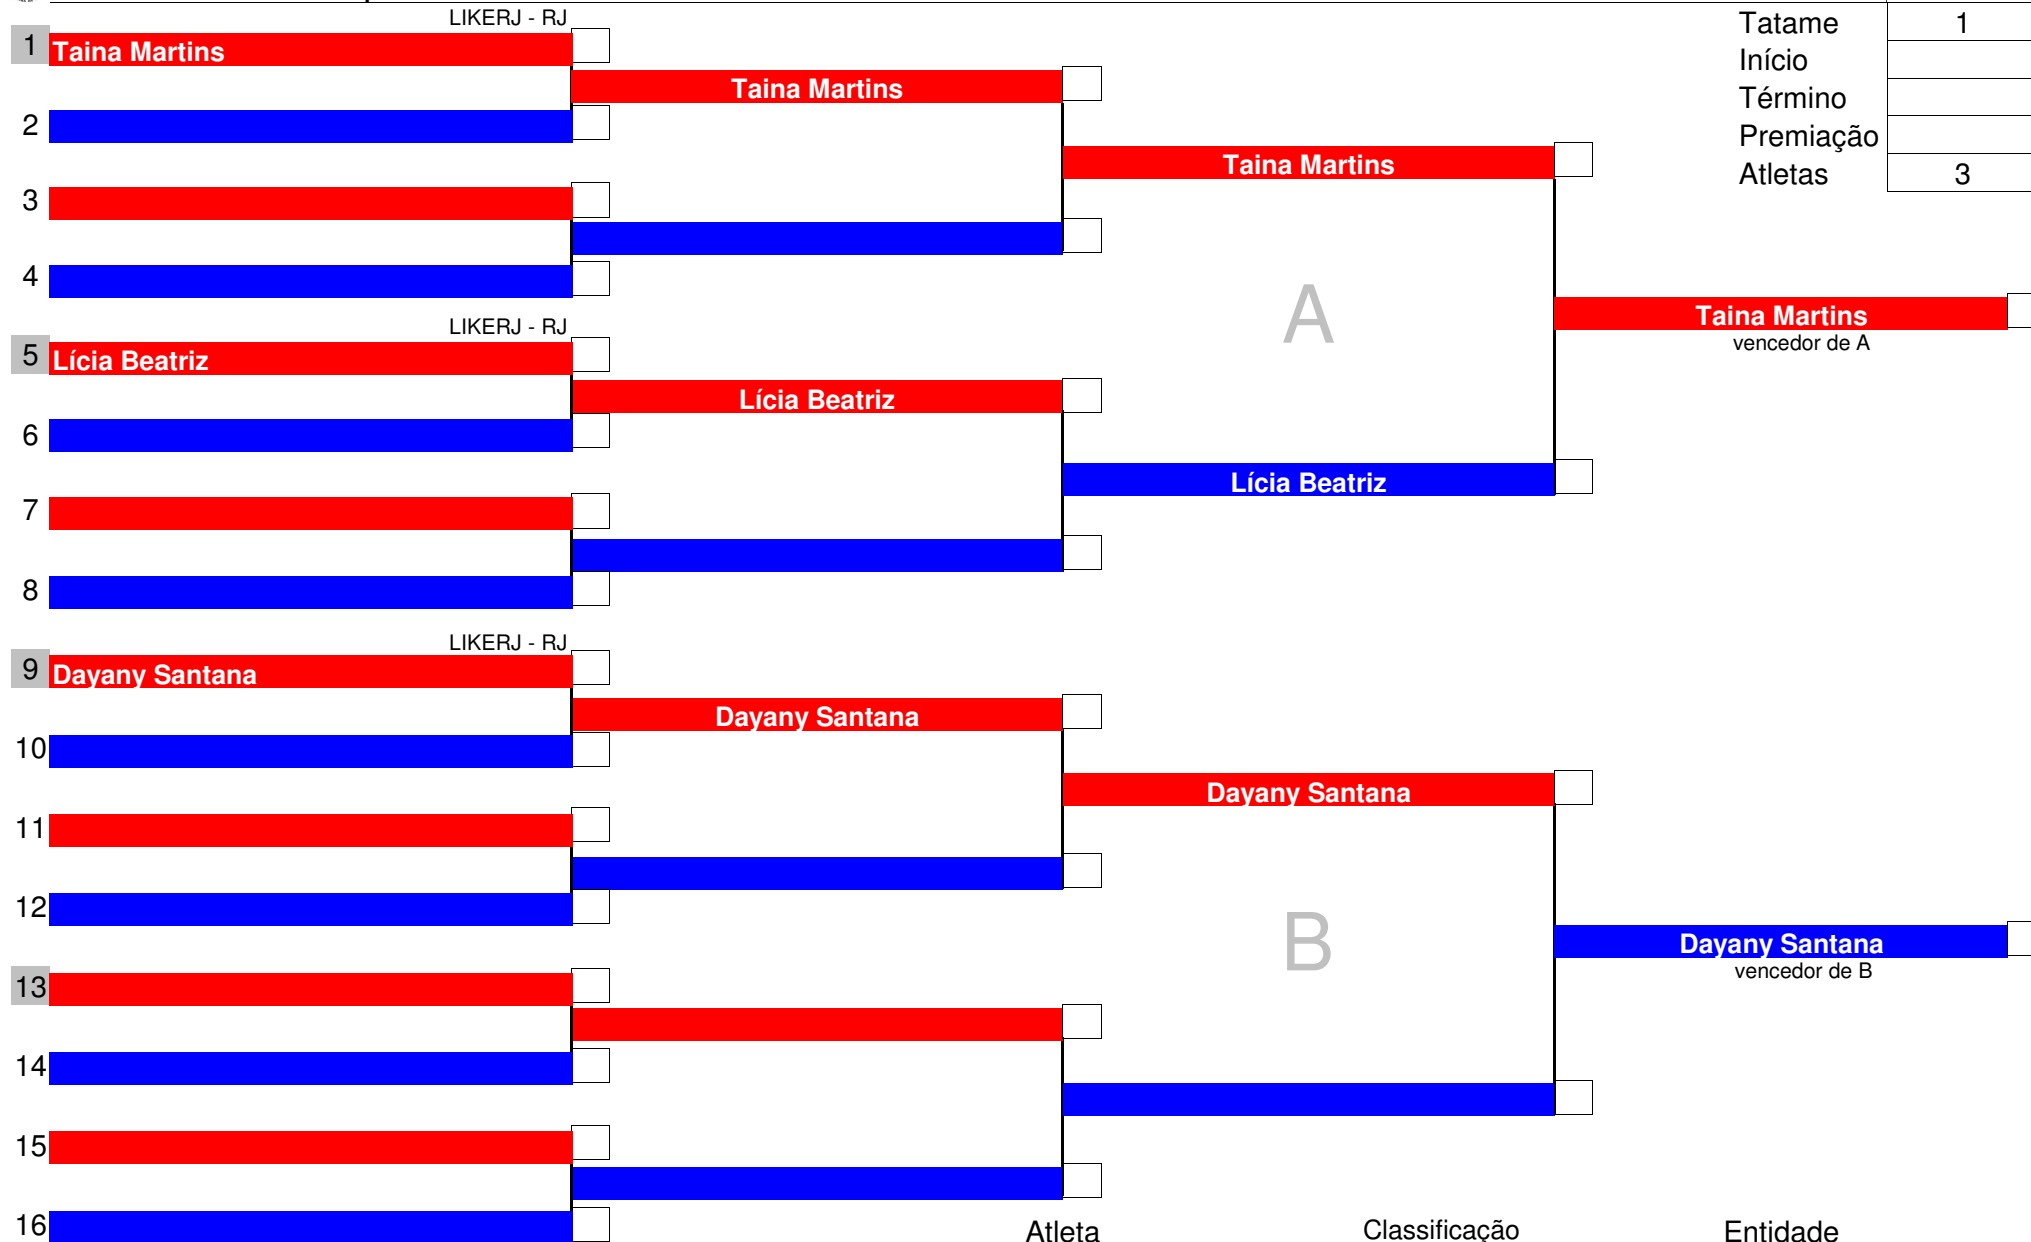 LIKERJ - RJ
Tatame 1
1 Taina Martins
Início
Taina Martins
Término
2
Premiação
Taina Martins
Atletas 3
3
4
A
Taina Martins
LIKERJ - RJ
vencedor de A
5 Lícia Beatriz
Lícia Beatriz
6
Lícia Beatriz
7
8
LIKERJ - RJ
9 Dayany Santana
Dayany Santana
10
Dayany Santana
11
12
B
Dayany Santana
vencedor de B
13
14
15
16
Atleta Classificação Entidade